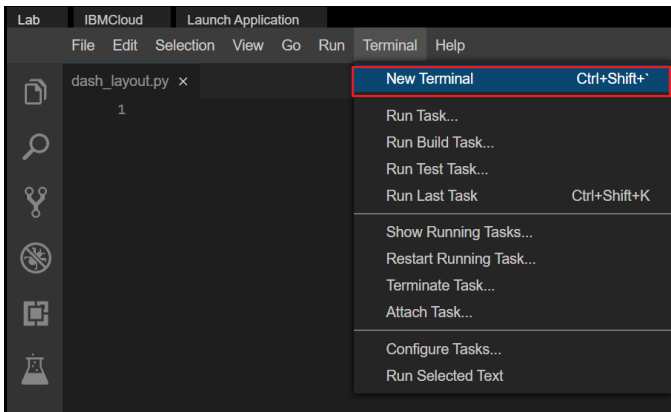 Lab IBMCloud Launch Application
File Edit Selection View Go Run Terminal Help
dash_layout.py ×
1
New Terminal Ctrl+Shift+`
Run Task...
Run Build Task...
Run Test Task...
Run Last Task Ctrl+Shift+K
Show Running Tasks...
Restart Running Task...
Terminate Task...
Attach Task...
Configure Tasks...
Run Selected Text